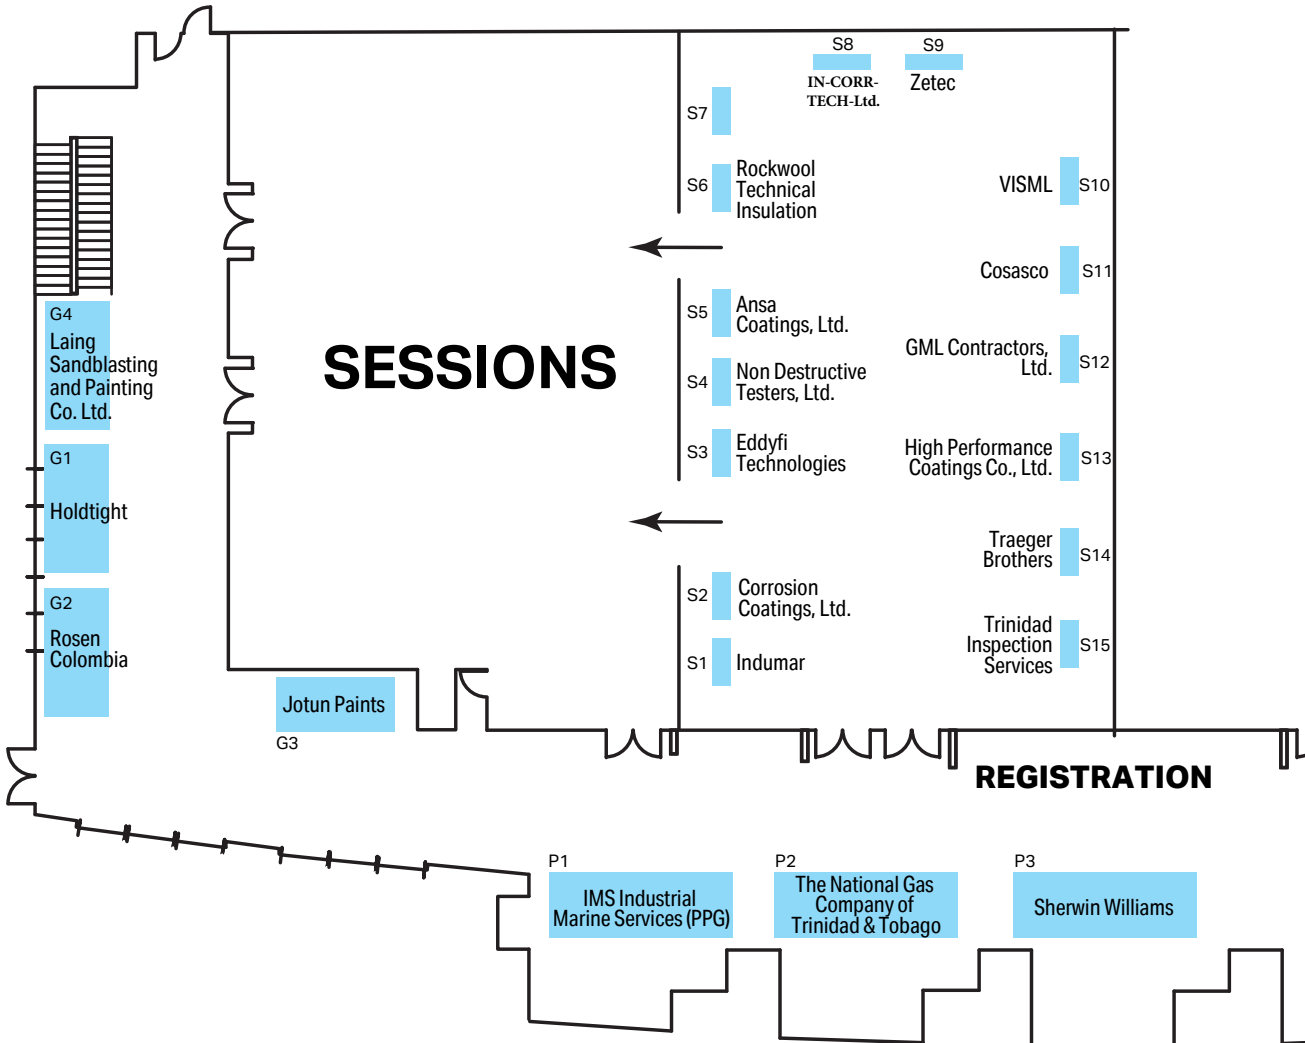 S8
IN-CORR-
TECH-Ltd.
S9
Zetec
S7
S6
Rockwool
Technical
Insulation
VISML
S10
Cosasco
S11
G4
Laing
Sandblasting
and Painting
Co. Ltd.
SESSIONS
S5
Ansa
Coatings, Ltd.
GML Contractors,
Ltd.
S12
S4
Non Destructive
Testers, Ltd.
S3
Eddyfi
Technologies
High Performance
Coatings Co., Ltd.
S13
G1
Holdtight
Traeger
Brothers
S14
G2
Rosen
Colombia
S2
Corrosion
Coatings, Ltd.
S1
Indumar
Trinidad
Inspection
Services
S15
Jotun Paints
G3
REGISTRATION
P1
IMS Industrial
Marine Services (PPG)
P2
The National Gas
Company of
Trinidad & Tobago
P3
Sherwin Williams